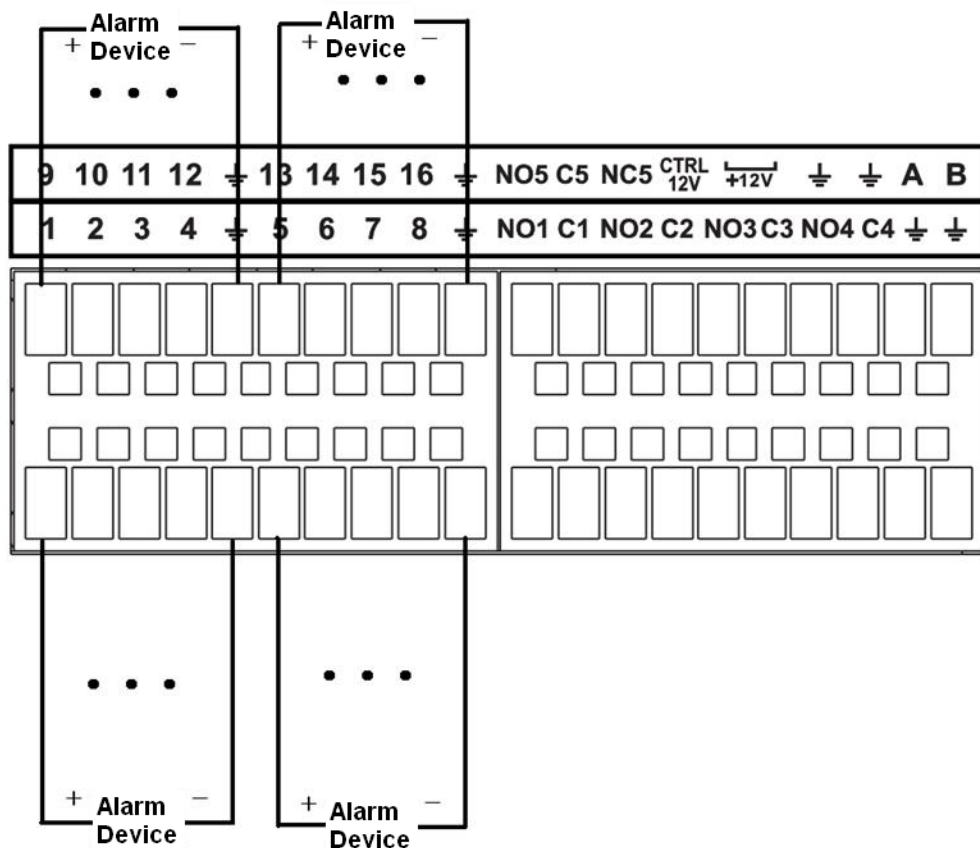 Alarm
Device
+ −
Alarm
Device
+ −
9 10 11 12 ⏚ 13 14 15 16 ⏚ NO5 C5 NC5 CTRL 12V +12V ⏚ ⏚ A B
1 2 3 4 ⏚ 5 6 7 8 ⏚ NO1 C1 NO2 C2 NO3 C3 NO4 C4 ⏚ ⏚
+ −
Alarm
Device
+ −
Alarm
Device